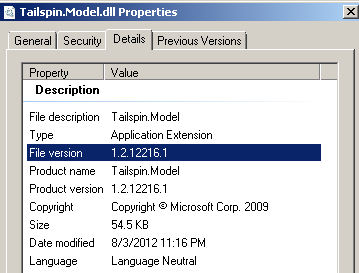 Tailspin.Model.dll Properties
General Security Details Previous Versions
Property Value
Description
File description Tailspin.Model
Type Application Extension
File version 1.2.12216.1
Product name Tailspin.Model
Product version 1.2.12216.1
Copyright Copyright © Microsoft Corp. 2009
Size 54.5 KB
Date modified 8/3/2012 11:16 PM
Language Language Neutral